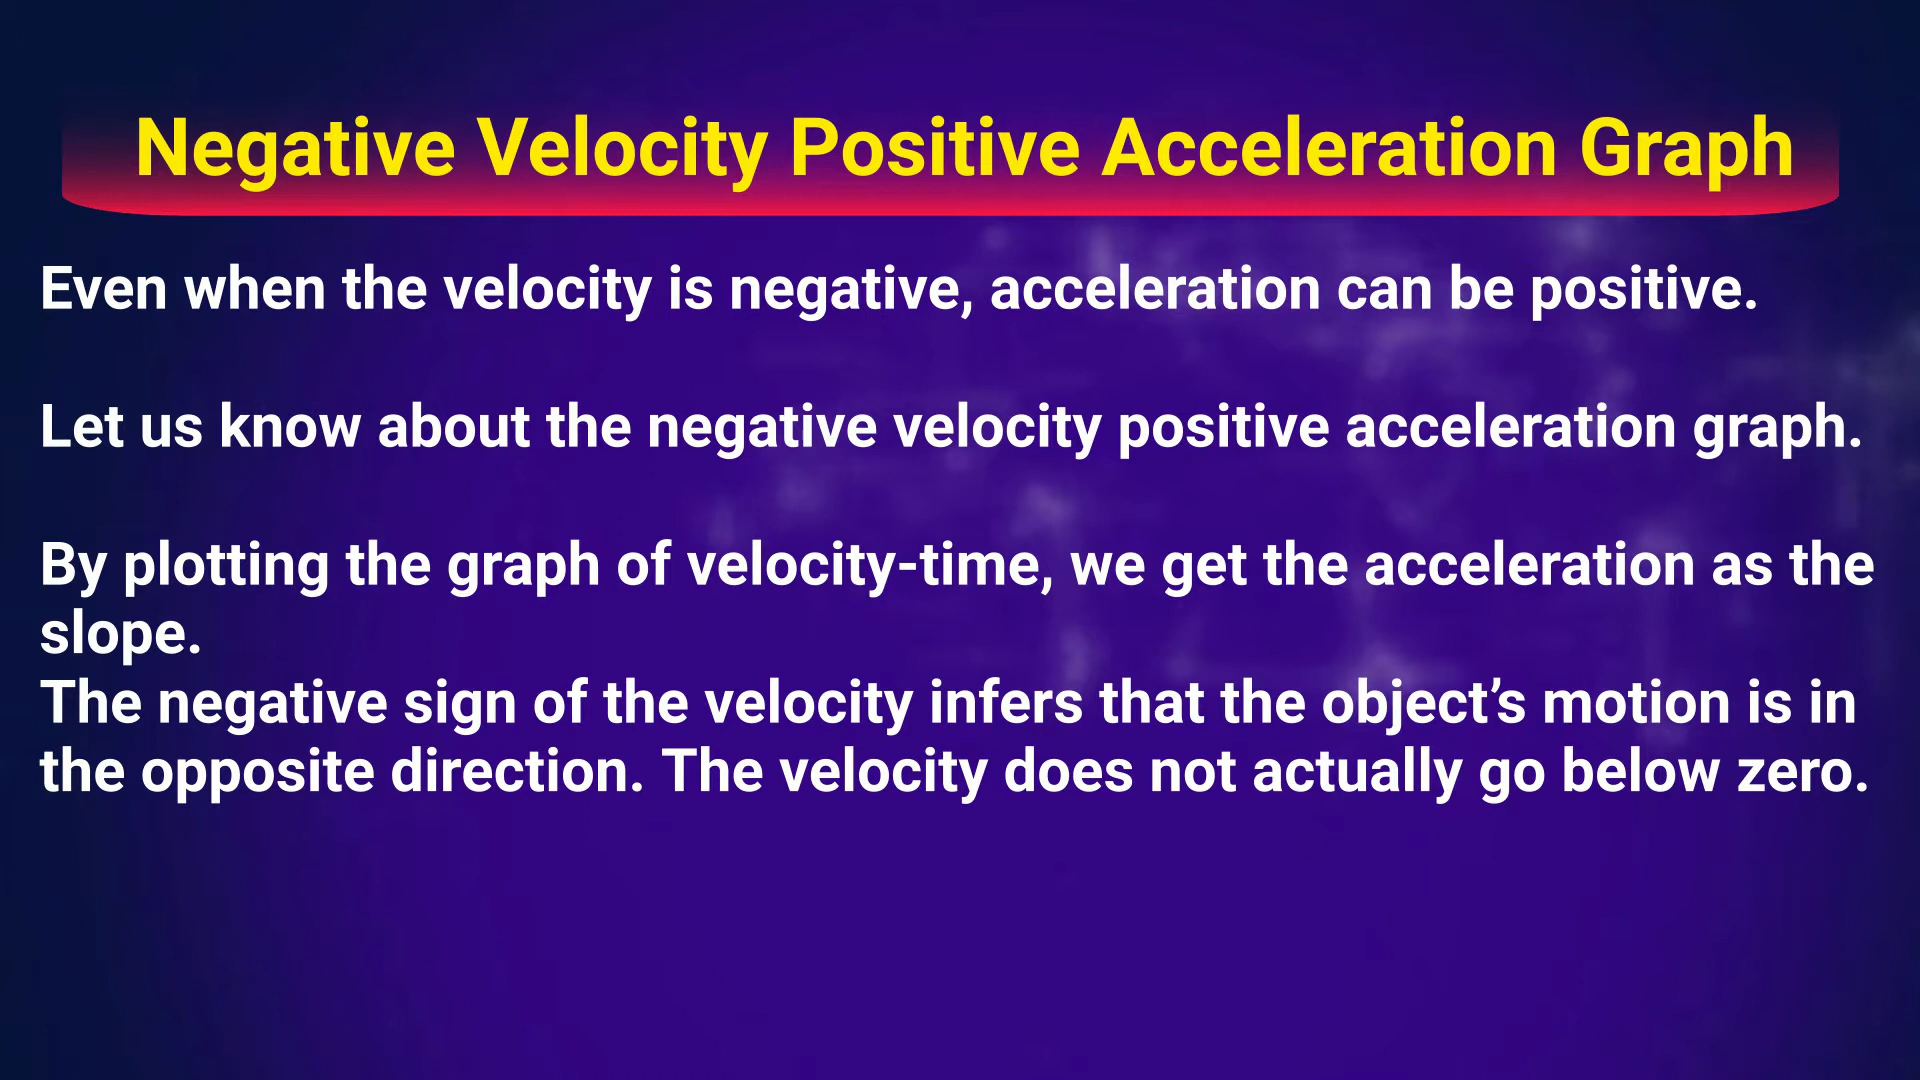 Negative Velocity Positive Acceleration Graph
Even when the velocity is negative, acceleration can be positive.
Let us know about the negative velocity positive acceleration graph.
By plotting the graph of velocity-time, we get the acceleration as the
slope.
The negative sign of the velocity infers that the object’s motion is in
the opposite direction. The velocity does not actually go below zero.